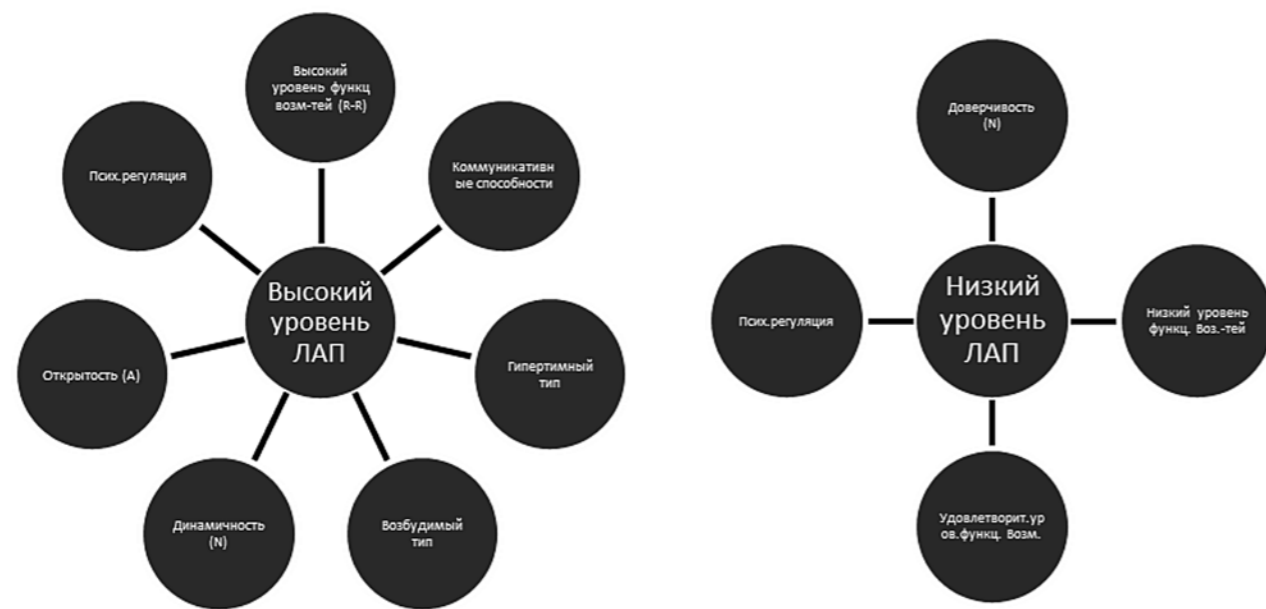 Высокий
уровень функц
возм-тей (R-R)
Псих.регуляция
Коммуникативн
ые способности
Высокий
уровень
ЛАП
Открытость (А)
Гипертимный
тип
Динамичность
(N)
Возбудимый
тип
Доверчивость
(N)
Псих.регуляция
Низкий
уровень
ЛАП
Низкий уровень
функц. Воз.-тей
Удовлетворит.ур
ов.функц. Возм.